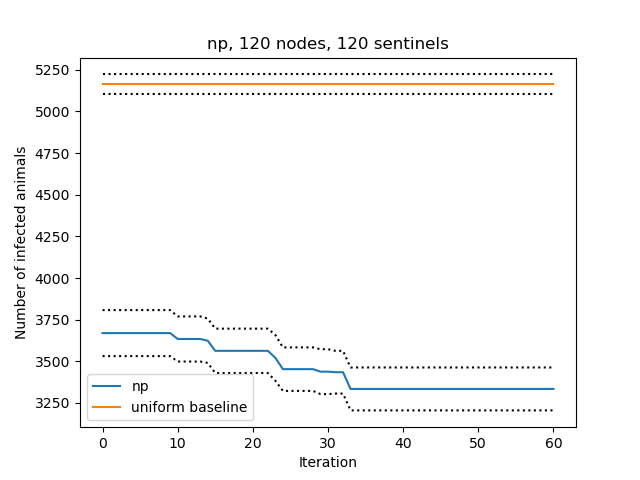 np, 120 nodes, 120 sentinels
Number of infected animals
5250
5000
4750
4500
4250
4000
3750
3500
3250
np
uniform baseline
0 10 20 30 40 50 60
Iteration